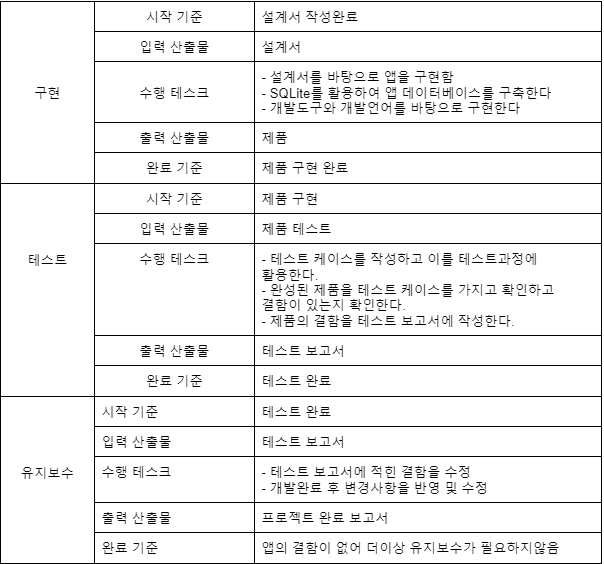 구현
시작 기준
설계서 작성완료
입력 산출물
설계서
수행 테스크
- 설계서를 바탕으로 앱을 구현함
- SQLite를 활용하여 앱 데이터베이스를 구축한다
- 개발도구와 개발언어를 바탕으로 구현한다
출력 산출물
제품
완료 기준
제품 구현 완료
테스트
시작 기준
제품 구현
입력 산출물
제품 테스트
수행 테스크
- 테스트 케이스를 작성하고 이를 테스트과정에
활용한다.
- 완성된 제품을 테스트 케이스를 가지고 확인하고
결함이 있는지 확인한다.
- 제품의 결함을 테스트 보고서에 작성한다.
출력 산출물
테스트 보고서
완료 기준
테스트 완료
유지보수
시작 기준
테스트 완료
입력 산출물
테스트 보고서
수행 테스크
- 테스트 보고서에 적힌 결함을 수정
- 개발완료 후 변경사항을 반영 및 수정
출력 산출물
프로젝트 완료 보고서
완료 기준
앱의 결함이 없어 더이상 유지보수가 필요하지않음